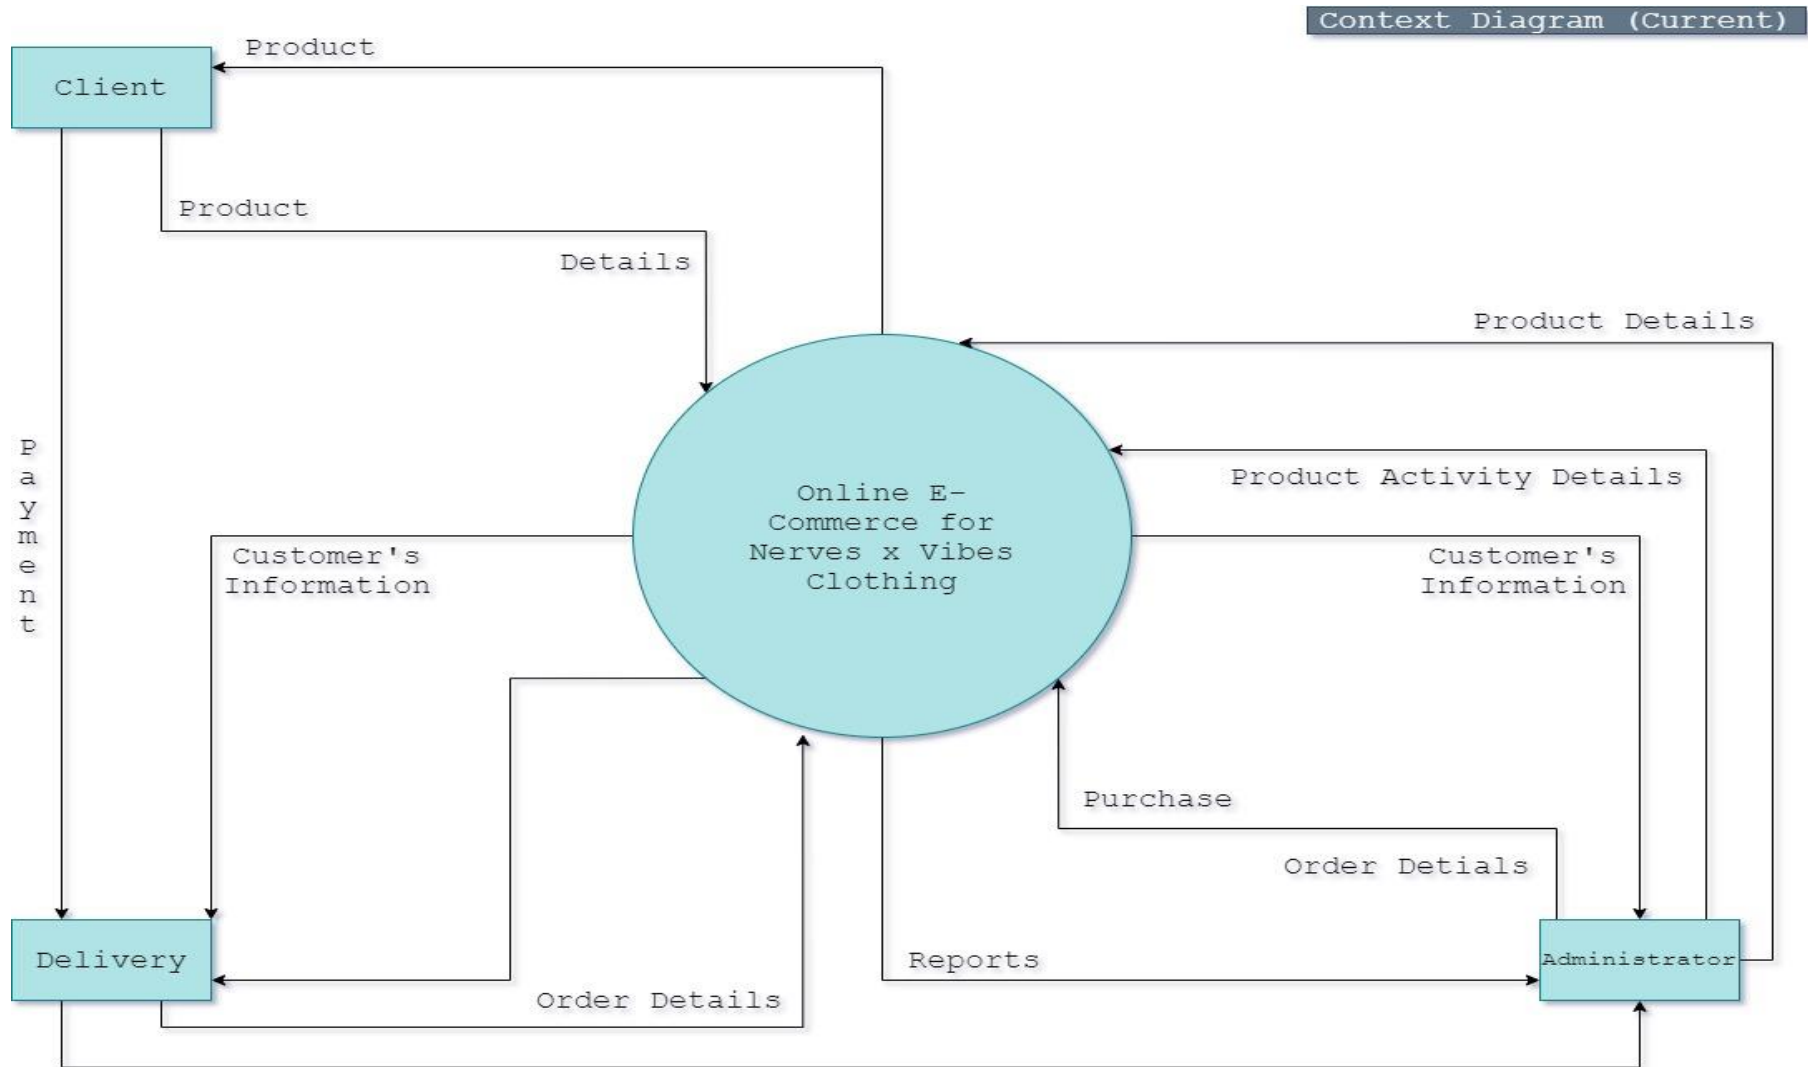 Context Diagram (Current)
Product
Client
Product
Details
Product Details
Payment
Product Activity Details
Online E-
Commerce for
Nerves x Vibes
Clothing
Customer's
Information
Customer's
Information
Purchase
Order Detials
Delivery
Reports
Administrator
Order Details